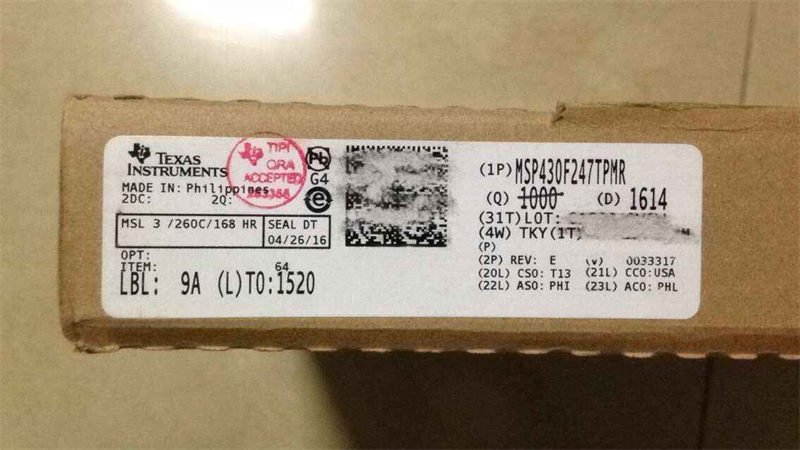 TEXAS
INSTRUMENTS
MADE IN: Philippines
2DC: 2Q:
TIPI
QRA
ACCEPTED
Pb
G4
e
MSL 3 /260C/168 HR
SEAL DT
04/26/16
OPT:
ITEM:
64
LBL: 9A (L)TO:1520
(1P) MSP430F247TPMR
(Q) 1000 (D) 1614
(31T) LOT:
(4W) TKY(1T)
(P)
(2P) REV: E (V) 0033317
(20L) CSO: T13 (21L) CCO:USA
(22L) ASO: PHI (23L) ACO: PHL